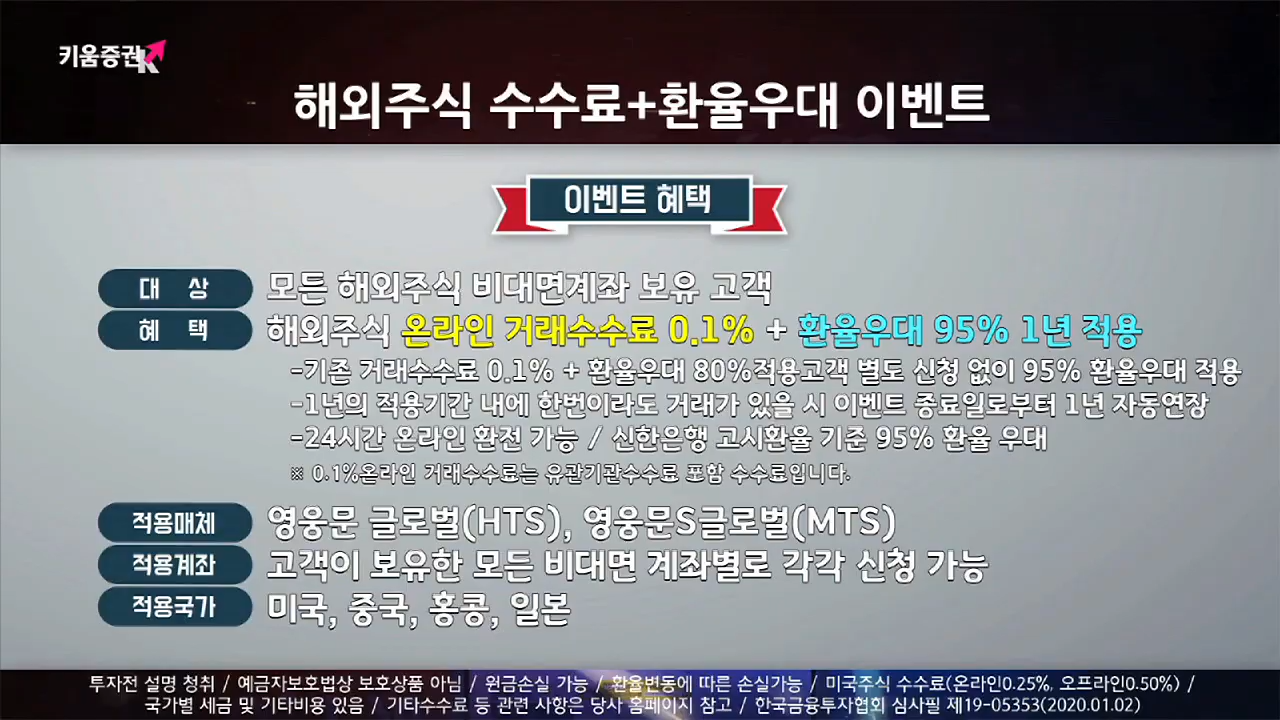 키움증권
해외주식 수수료+환율우대 이벤트
이벤트 혜택
대 상 모든 해외주식 비대면계좌 보유 고객
혜 택 해외주식 온라인 거래수수료 0.1% + 환율우대 95% 1년 적용
-기존 거래수수료 0.1% + 환율우대 80%적용고객 별도 신청 없이 95% 환율우대 적용
-1년의 적용기간 내에 한번이라도 거래가 있을 시 이벤트 종료일로부터 1년 자동연장
-24시간 온라인 환전 가능 / 신한은행 고시환율 기준 95% 환율 우대
※ 0.1%온라인 거래수수료는 유관기관수수료 포함 수수료입니다.
적용매체 영웅문 글로벌(HTS), 영웅문S글로벌(MTS)
적용계좌 고객이 보유한 모든 비대면 계좌별로 각각 신청 가능
적용국가 미국, 중국, 홍콩, 일본
투자전 설명 청취 / 예금자보호법상 보호상품 아님 / 원금손실 가능 / 환율변동에 따른 손실가능 / 미국주식 수수료(온라인0.25%, 오프라인0.50%) /
국가별 세금 및 기타비용 있음 / 기타수수료 등 관련 사항은 당사 홈페이지 참고 / 한국금융투자협회 심사필 제19-05353(2020.01.02)